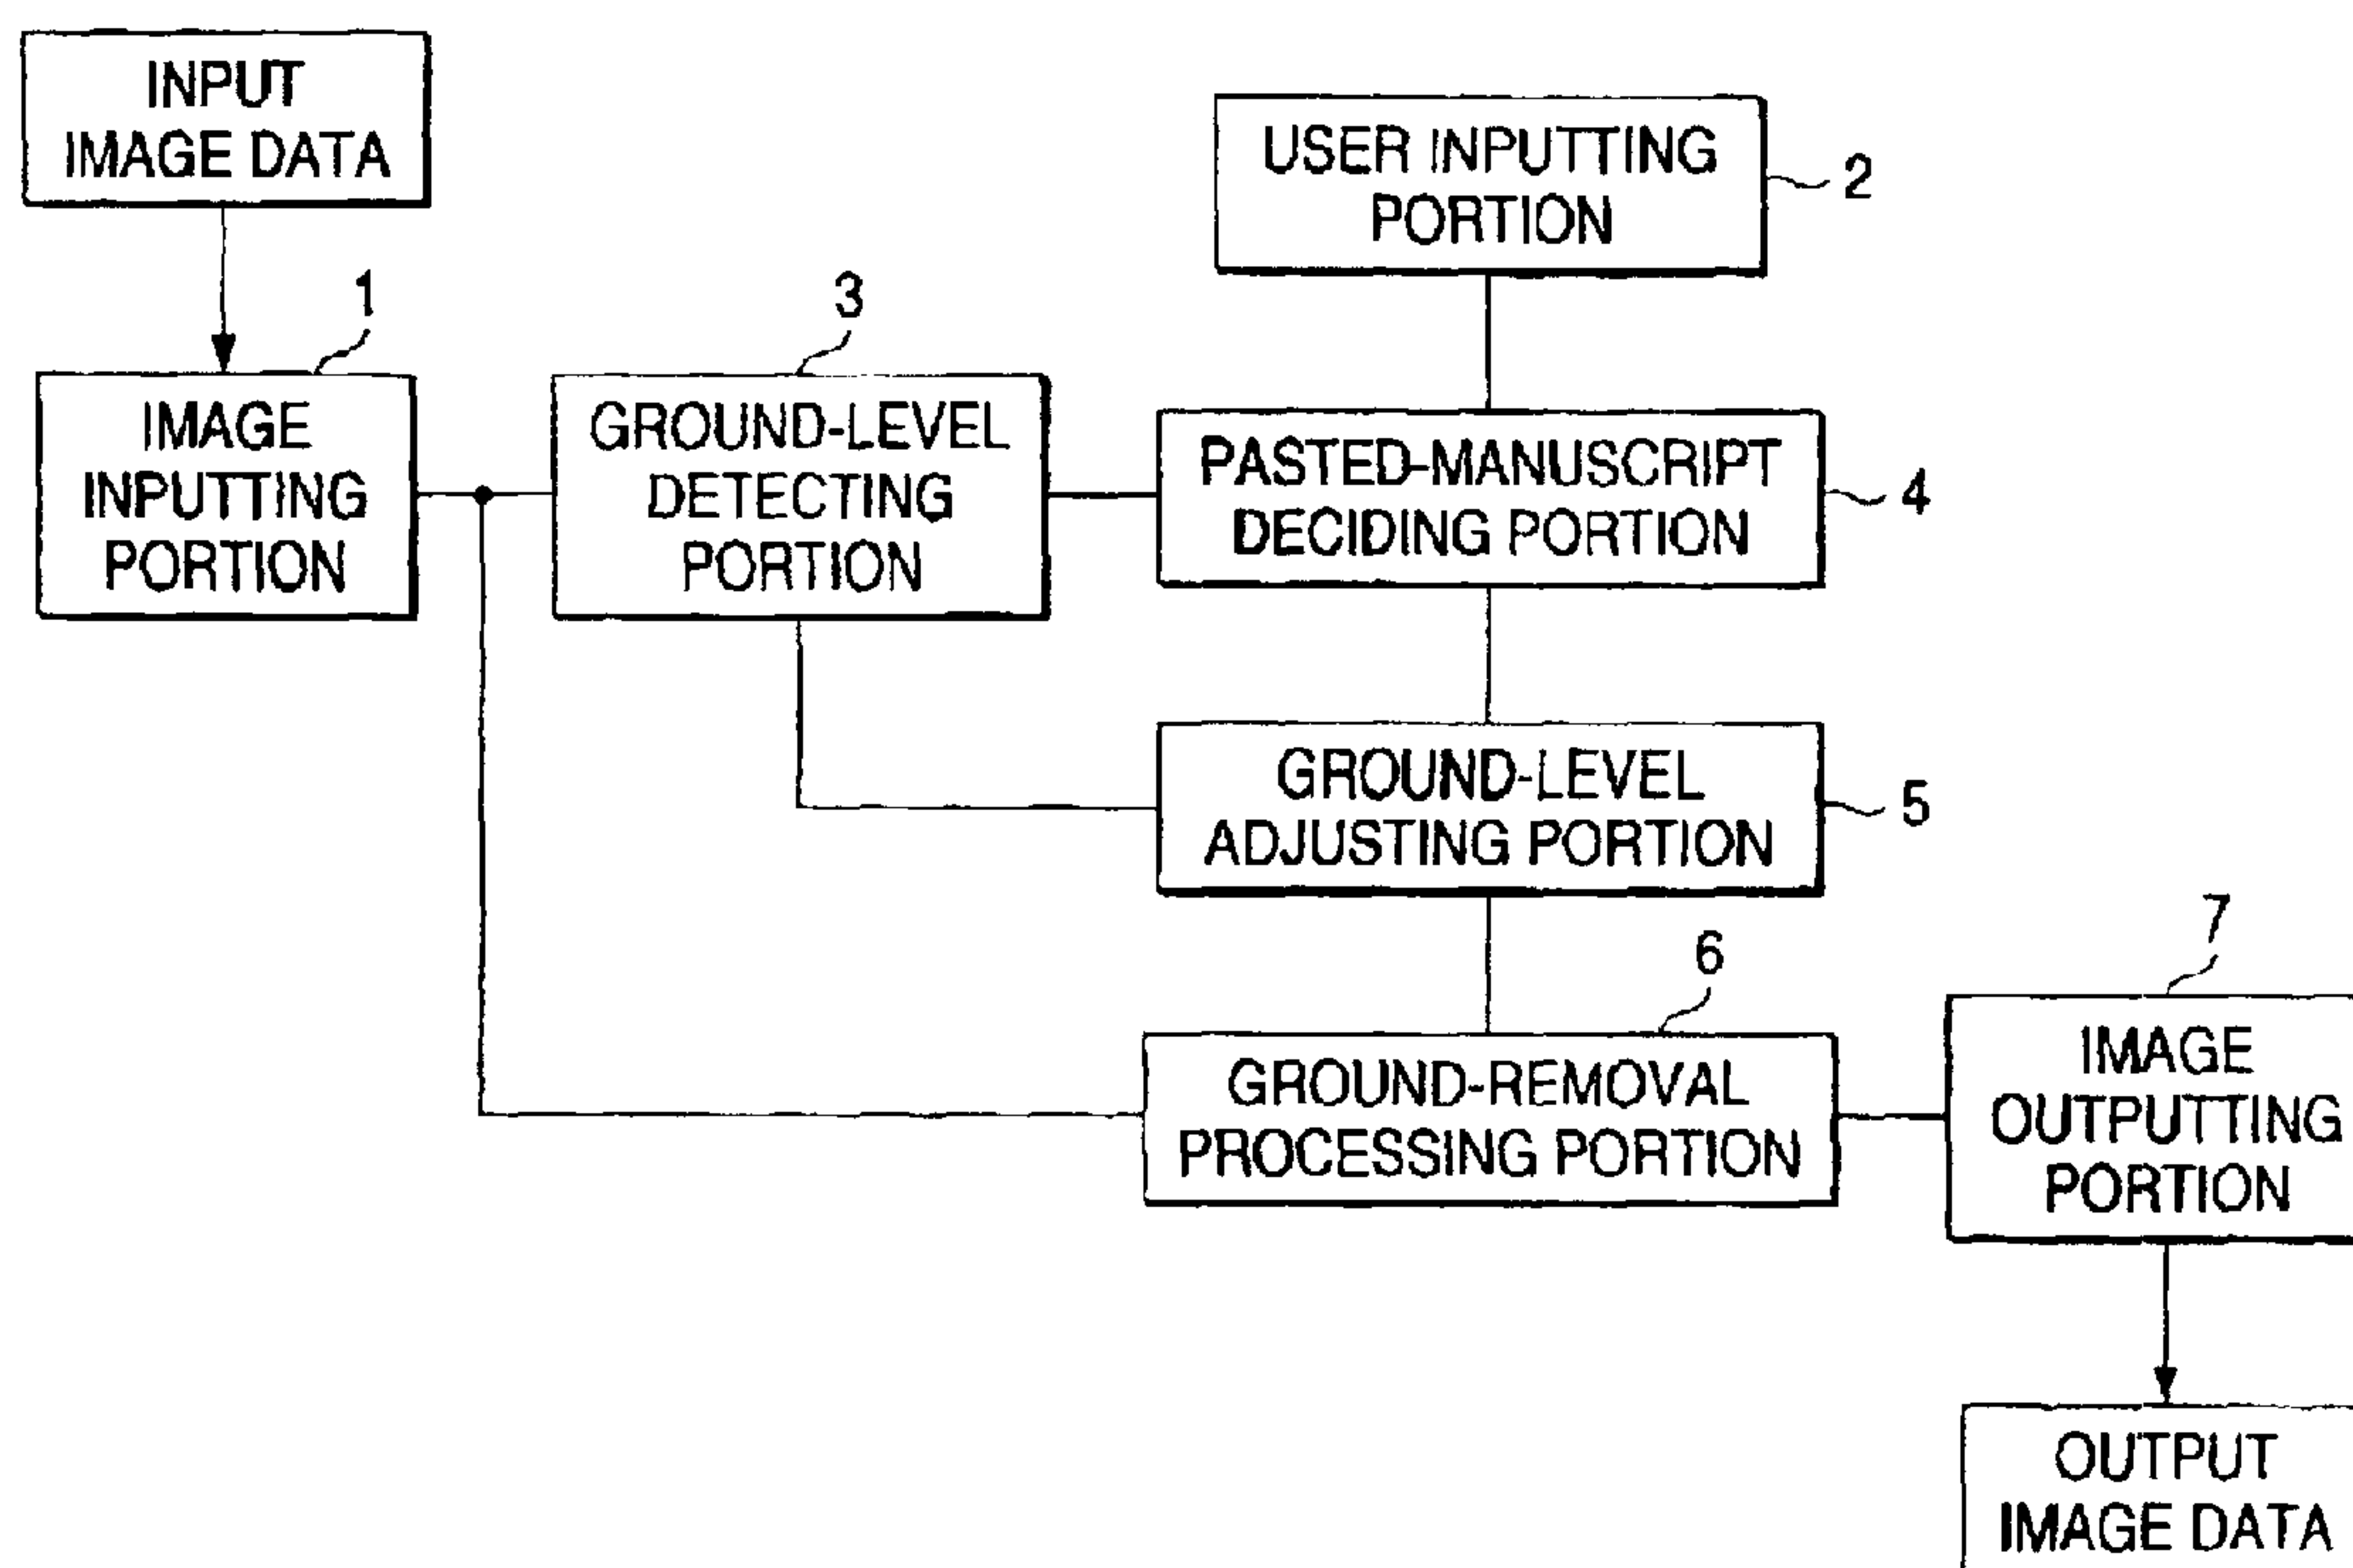 INPUT
IMAGE DATA
USER INPUTTING
PORTION
2
1
3
IMAGE
INPUTTING
PORTION
GROUND-LEVEL
DETECTING
PORTION
PASTED-MANUSCRIPT
DECIDING PORTION
4
GROUND-LEVEL
ADJUSTING PORTION
5
6
7
GROUND-REMOVAL
PROCESSING PORTION
IMAGE
OUTPUTTING
PORTION
OUTPUT
IMAGE DATA